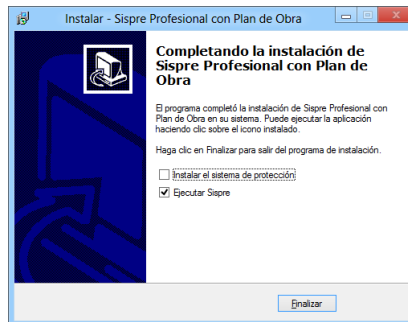 Instalar - Sispre Profesional con Plan de Obra
Completando la instalación de
Sispre Profesional con Plan de
Obra
El programa completó la instalación de Sispre Profesional con
Plan de Obra en su sistema. Puede ejecutar la aplicación
haciendo clic sobre el icono instalado.
Haga clic en Finalizar para salir del programa de instalación.
Instalar el sistema de protección
Ejecutar Sispre
Finalizar